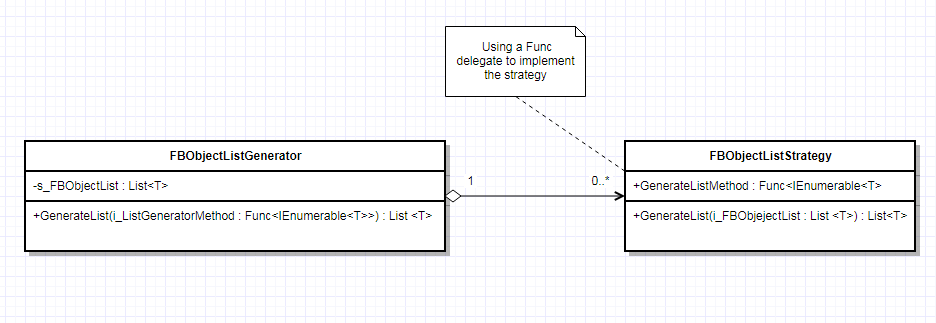 Using a Func
delegate to implement
the strategy
FBObjectListGenerator
-s_FBObjectList : List<T>
+GenerateList(i_ListGeneratorMethod : Func<IEnumerable<T>>) : List <T>
1
0..*
FBObjectListStrategy
+GenerateListMethod : Func<IEnumerable<T>
+GenerateList(i_FBObjejectList : List <T>) : List<T>